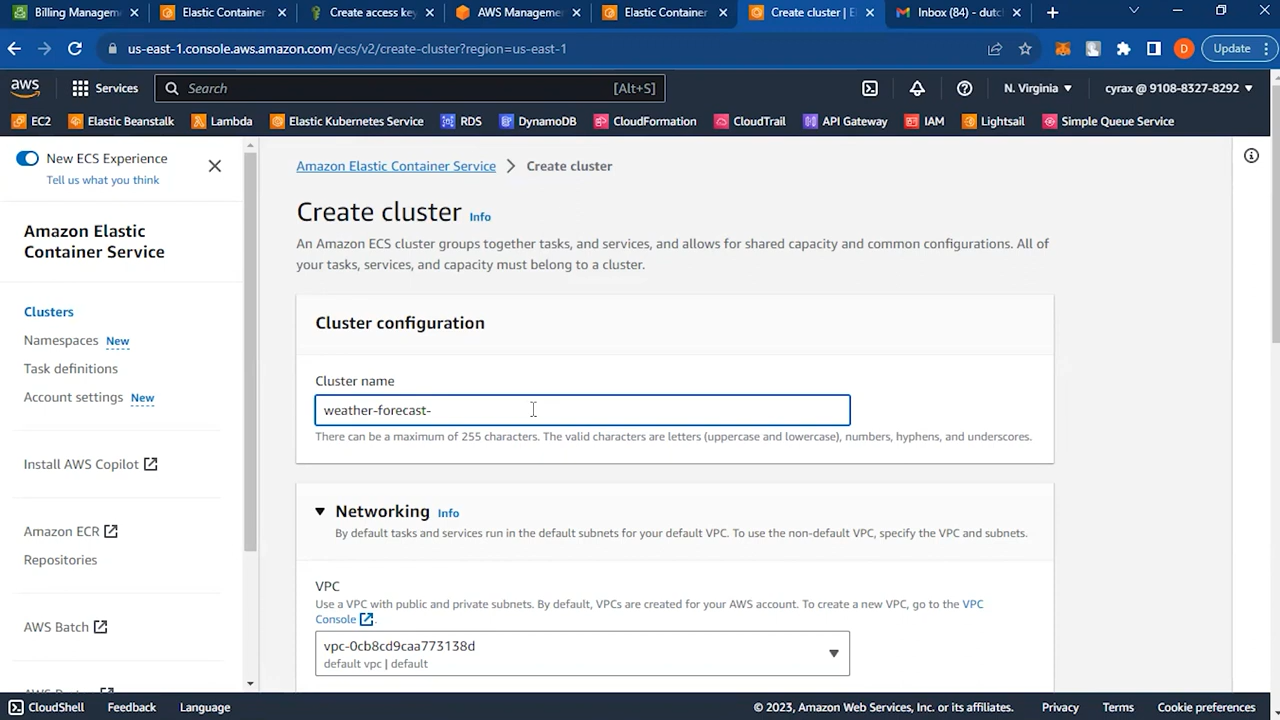 Billing Management
Elastic Container
Create access key
AWS Management
Elastic Container
Create cluster | E
Inbox (84) - dutch
us-east-1.console.aws.amazon.com/ecs/v2/create-cluster?region=us-east-1
D
Update
aws
Services
Search
[Alt+S]
N. Virginia
cyrax @ 9108-8327-8292
EC2
Elastic Beanstalk
Lambda
Elastic Kubernetes Service
RDS
DynamoDB
CloudFormation
CloudTrail
API Gateway
IAM
Lightsail
Simple Queue Service
New ECS Experience
Tell us what you think
Amazon Elastic
Container Service
Clusters
Namespaces New
Task definitions
Account settings New
Install AWS Copilot
Amazon ECR
Repositories
AWS Batch
Amazon Elastic Container Service > Create cluster
Create cluster Info
An Amazon ECS cluster groups together tasks, and services, and allows for shared capacity and common configurations. All of
your tasks, services, and capacity must belong to a cluster.
Cluster configuration
Cluster name
weather-forecast-
There can be a maximum of 255 characters. The valid characters are letters (uppercase and lowercase), numbers, hyphens, and underscores.
Networking Info
By default tasks and services run in the default subnets for your default VPC. To use the non-default VPC, specify the VPC and subnets.
VPC
Use a VPC with public and private subnets. By default, VPCs are created for your AWS account. To create a new VPC, go to the VPC
Console
vpc-0cb8cd9caa773138d
default vpc | default
CloudShell
Feedback
Language
© 2023, Amazon Web Services, Inc. or its affiliates.
Privacy
Terms
Cookie preferences